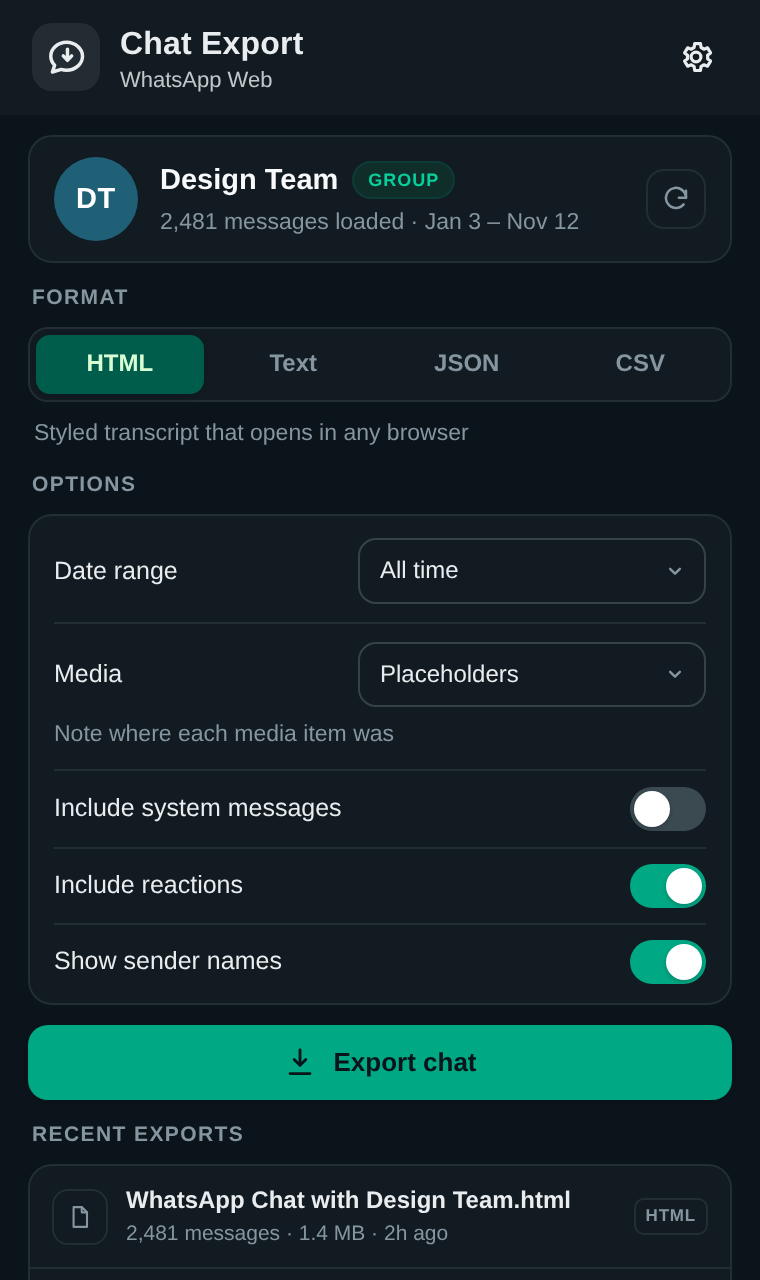 Chat Export
WhatsApp Web
DT
Design Team GROUP
2,481 messages loaded · Jan 3 – Nov 12
FORMAT
HTML Text JSON CSV
Styled transcript that opens in any browser
OPTIONS
Date range All time
Media Placeholders
Note where each media item was
Include system messages
Include reactions
Show sender names
Export chat
RECENT EXPORTS
WhatsApp Chat with Design Team.html
2,481 messages · 1.4 MB · 2h ago
HTML